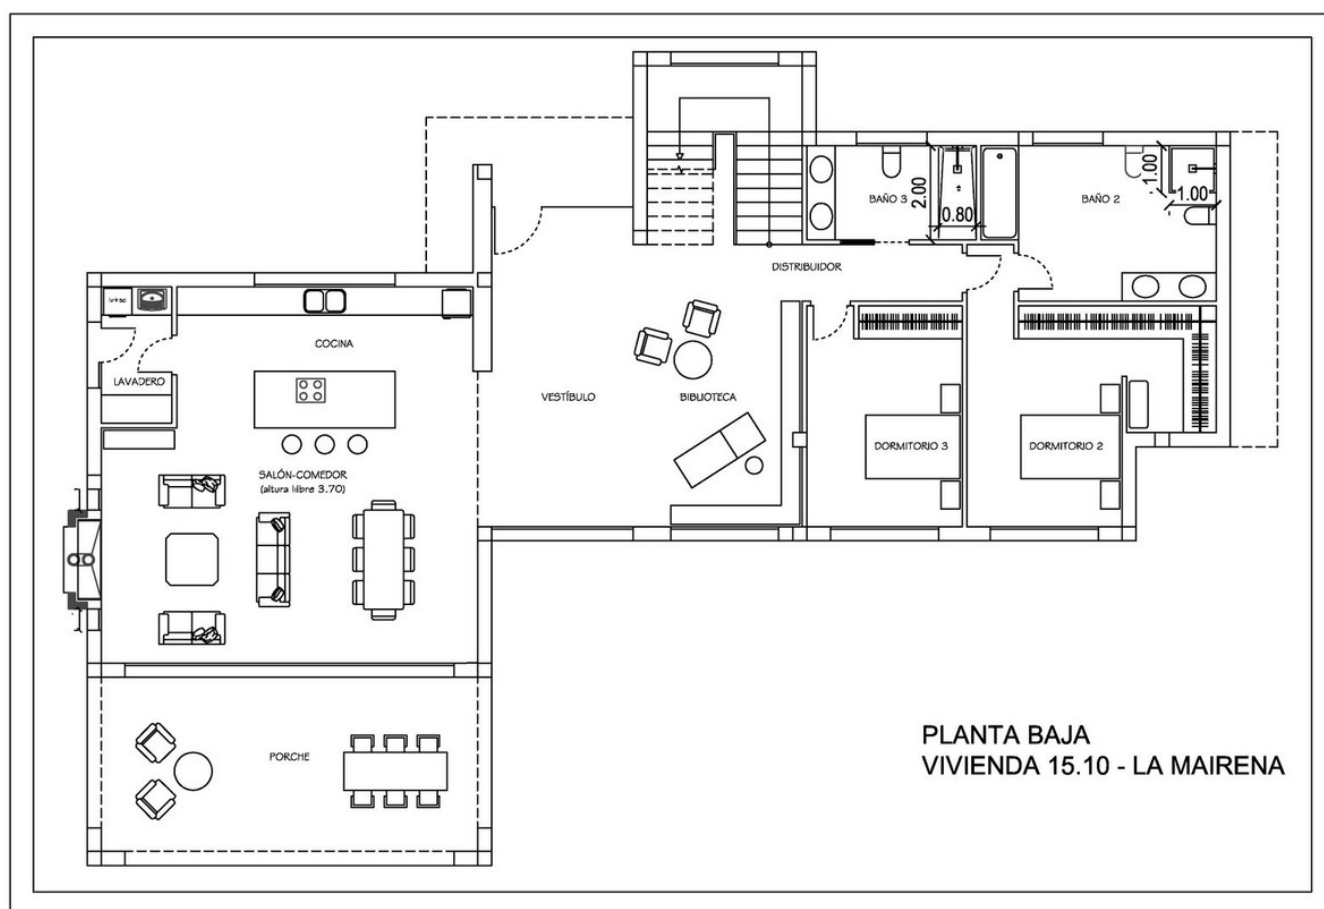 BAÑO 3
2.00
0.80
BAÑO 2
1.00
1.00
DISTRIBUIDOR
COCINA
LAVADERO
VESTÍBULO
BIBLIOTECA
DORMITORIO 3
DORMITORIO 2
SALÓN-COMEDOR
(altura libre 3.70)
PORCHE
PLANTA BAJA
VIVIENDA 15.10 - LA MAIRENA